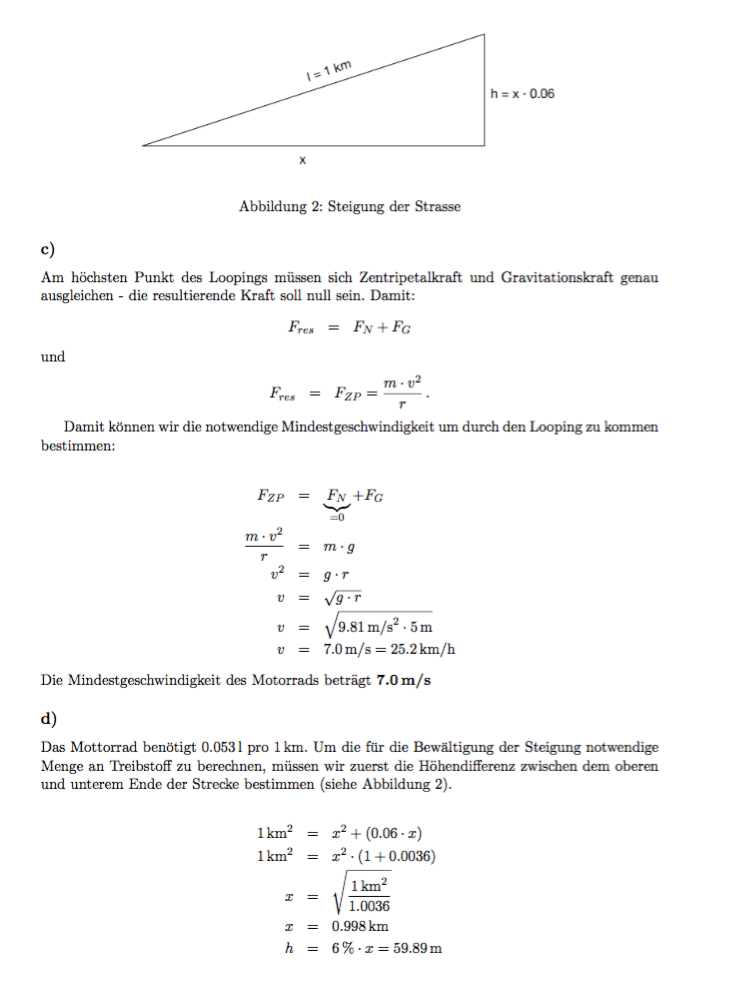 l = 1 km
h = x · 0.06
x
Abbildung 2: Steigung der Strasse
c)
Am höchsten Punkt des Loopings müssen sich Zentripetalkraft und Gravitationskraft genau
ausgleichen - die resultierende Kraft soll null sein. Damit:
F_res = F_N + F_G
und
F_res = F_ZP = m · v² / r .
Damit können wir die notwendige Mindestgeschwindigkeit um durch den Looping zu kommen
bestimmen:
F_ZP = F_N + F_G
=0
m · v² / r = m · g
v² = g · r
v = √(g · r)
v = √(9.81 m/s² · 5 m)
v = 7.0 m/s = 25.2 km/h
Die Mindestgeschwindigkeit des Motorrads beträgt 7.0 m/s
d)
Das Mottorrad benötigt 0.053 l pro 1 km. Um die für die Bewältigung der Steigung notwendige
Menge an Treibstoff zu berechnen, müssen wir zuerst die Höhendifferenz zwischen dem oberen
und unterem Ende der Strecke bestimmen (siehe Abbildung 2).
1 km² = x² + (0.06 · x)
1 km² = x² · (1 + 0.0036)
x = √(1 km² / 1.0036)
x = 0.998 km
h = 6 % · x = 59.89 m